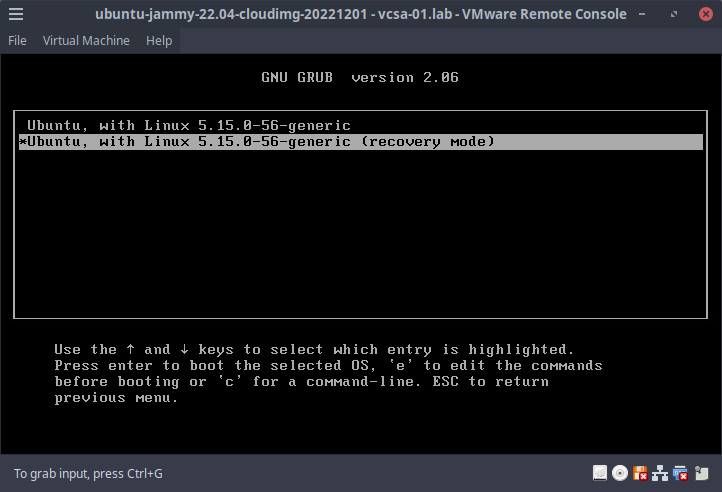 ubuntu-jammy-22.04-cloudimg-20221201 - vcsa-01.lab - VMware Remote Console
File Virtual Machine Help
GNU GRUB version 2.06
Ubuntu, with Linux 5.15.0-56-generic
*Ubuntu, with Linux 5.15.0-56-generic (recovery mode)
Use the ↑ and ↓ keys to select which entry is highlighted.
Press enter to boot the selected OS, `e' to edit the commands
before booting or `c' for a command-line. ESC to return
previous menu.
To grab input, press Ctrl+G